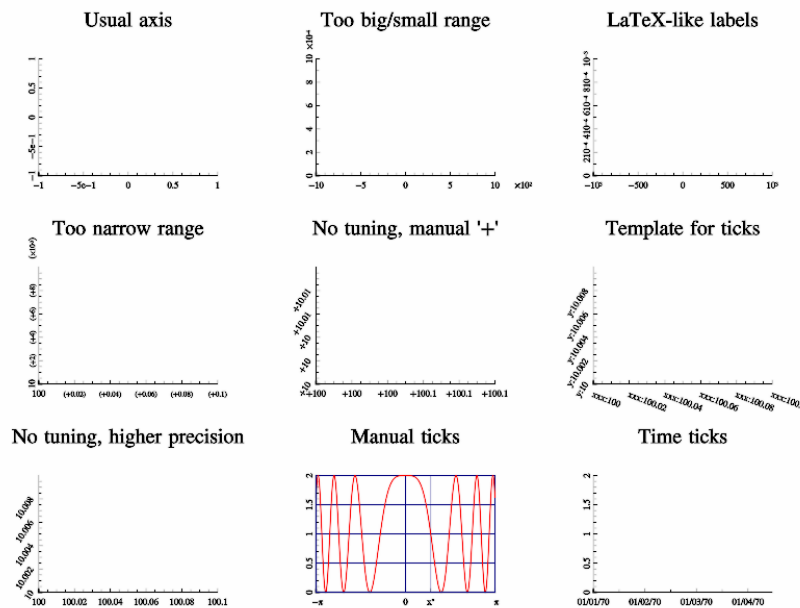 Usual axis
1
0.5
0
−5e−1
−1
−1 −5e−1 0 0.5 1
Too big/small range
×10⁴
10
8
6
4
2
0
−10 −5 0 5 10 ×10²
LaTeX-like labels
10⁻³
810⁻⁴
610⁻⁴
210⁻⁴
0
−10³ −500 0 500 10³
Too narrow range
(+8)
(+6)
(+4)
(+2)
10
100 (+0.02) (+0.04) (+0.06) (+0.08) (+0.1)
No tuning, manual '+'
+10.01
+10.01
+10
+10
+100 +100 +100 +100.1 +100.1 +100.1
Template for ticks
y:10.008
y:10.006
y:10.004
y:10.002
y:10
xxx:100 xxx:100.02 xxx:100.04 xxx:100.06 xxx:100.08
No tuning, higher precision
10.008
10.006
10.004
10.002
10
100 100.02 100.04 100.06 100.08 100.1
Manual ticks
2
1.5
1
0.5
0
−π 0 x* π
Time ticks
2
1.5
1
0.5
0
01/01/70 01/02/70 01/03/70 01/04/70